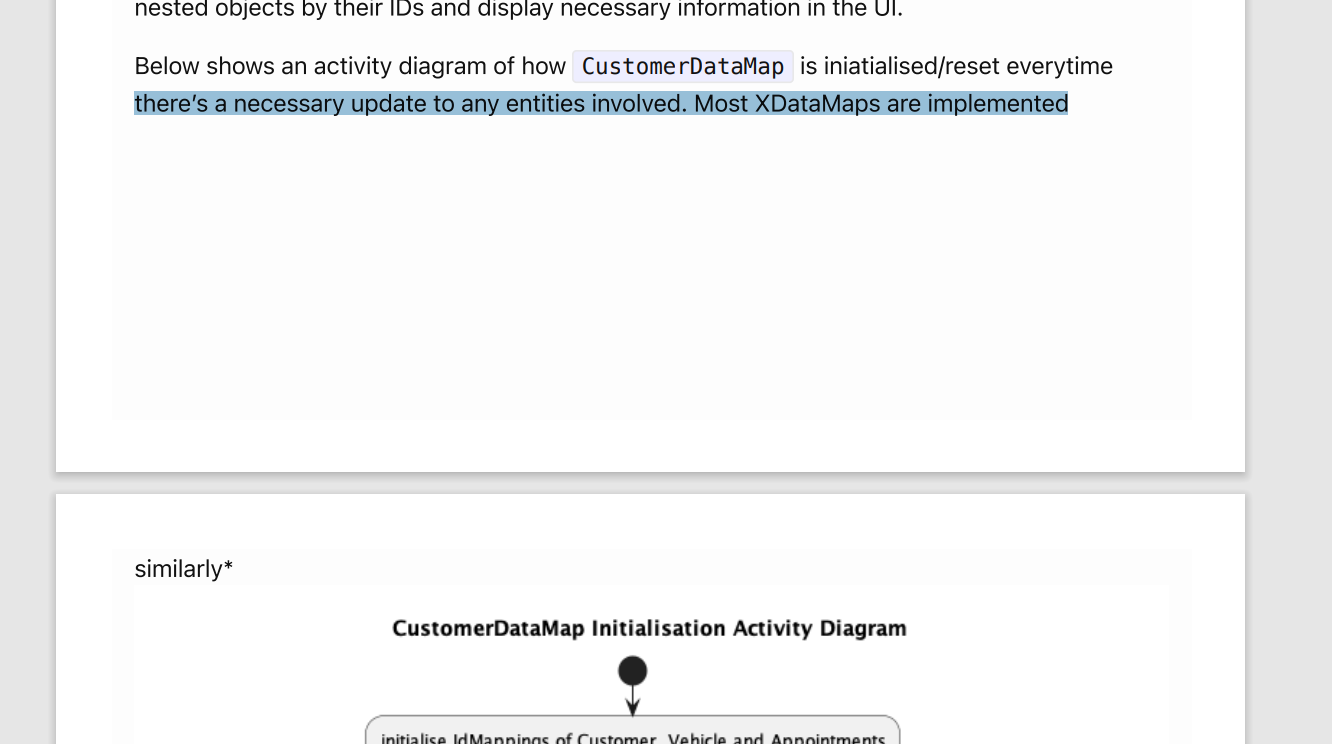 nested objects by their IDs and display necessary information in the UI.
Below shows an activity diagram of how CustomerDataMap is iniatialised/reset everytime
there’s a necessary update to any entities involved. Most XDataMaps are implemented
similarly*
CustomerDataMap Initialisation Activity Diagram
initialise IdMappings of Customer, Vehicle and Appointments